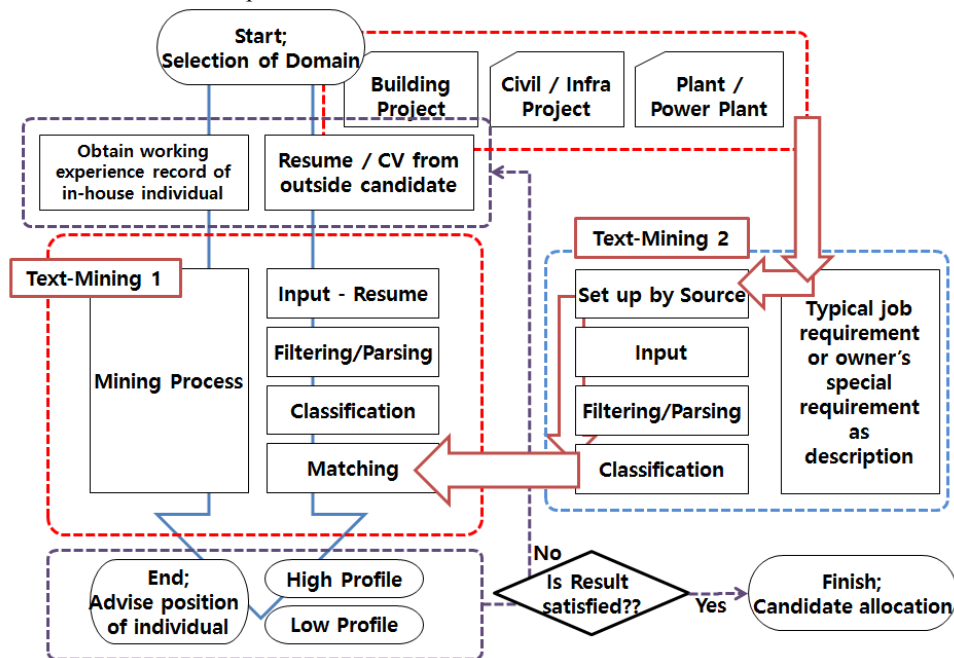 Start;
Selection of Domain
Building
Project
Civil / Infra
Project
Plant /
Power Plant
Obtain working
experience record of
in-house individual
Resume / CV from
outside candidate
Text-Mining 1
Mining Process
Input - Resume
Filtering/Parsing
Classification
Matching
Text-Mining 2
Set up by Source
Input
Filtering/Parsing
Classification
Typical job
requirement
or owner's
special
requirement
as
description
End;
Advise position
of individual
High Profile
Low Profile
No
Is Result
satisfied??
Yes
Finish;
Candidate allocation